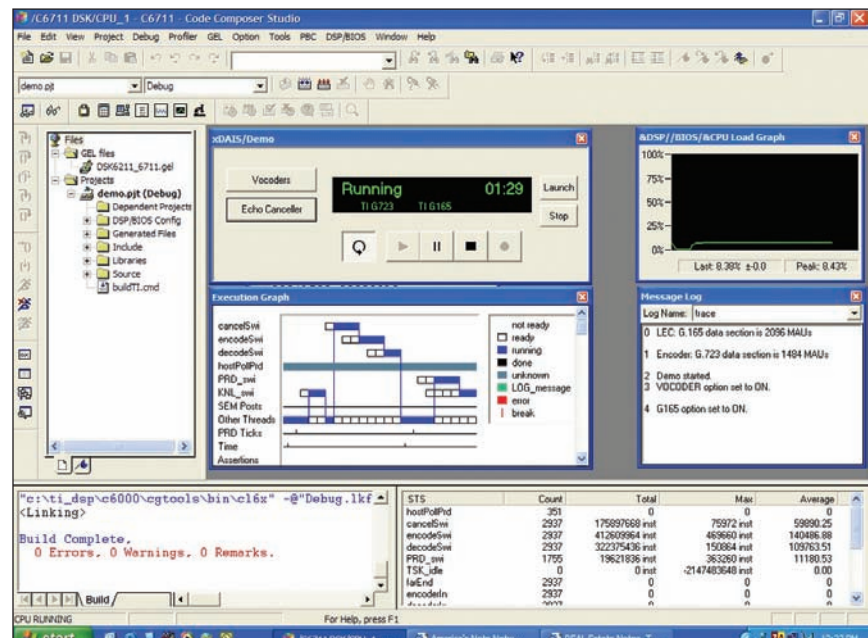 /C6711 DSK/CPU_1 - C6711 - Code Composer Studio
File Edit View Project Debug Profiler GEL Option Tools PBC DSP/BIOS Window Help
demo.pjt Debug
Files
GEL files
DSK6211_6711.gel
Projects
demo.pjt (Debug)
Dependent Projects
DSP/BIOS Config
Generated Files
Include
Libraries
Source
buildTI.cmd
xDAIS/Demo
Vocoders
Echo Canceller
Running 01:29
TI G723 TI G165
Launch
Stop
&DSP//BIOS/&CPU Load Graph
100%
75%
50%
25%
0%
Last: 8.38% ±0.0 Peak: 8.43%
Execution Graph
cancelSwi
encodeSwi
decodeSwi
hostPollPrd
PRD_swi
KNL_swi
SEM Posts
Other Threads
PRD Ticks
Time
Assertions
not ready
ready
running
done
unknown
LOG_message
error
break
Message Log
Log Name: trace
0 LEC: G.165 data section is 2096 MAUs
1 Encoder: G.723 data section is 1484 MAUs
2 Demo started.
3 VOCODER option set to ON.
4 G165 option set to ON.
"c:\ti_dsp\c6000\cgtools\bin\cl6x" -@"Debug.lkf
<Linking>
Build Complete,
0 Errors, 0 Warnings, 0 Remarks.
Build
STS Count Total Max Average
hostPollPrd 351 0 0 0
cancelSwi 2937 175897668 inst 75972 inst 59890.25
encodeSwi 2937 412609964 inst 469660 inst 140486.88
decodeSwi 2937 322375436 inst 150864 inst 109763.51
PRD_swi 1755 19621836 inst 363260 inst 11180.53
TSK_idle 0 0 inst -2147483648 inst 0.00
farEnd 2937 0 0 0
encoderIn 2937 0 0 0
CPU RUNNING For Help, press F1
start